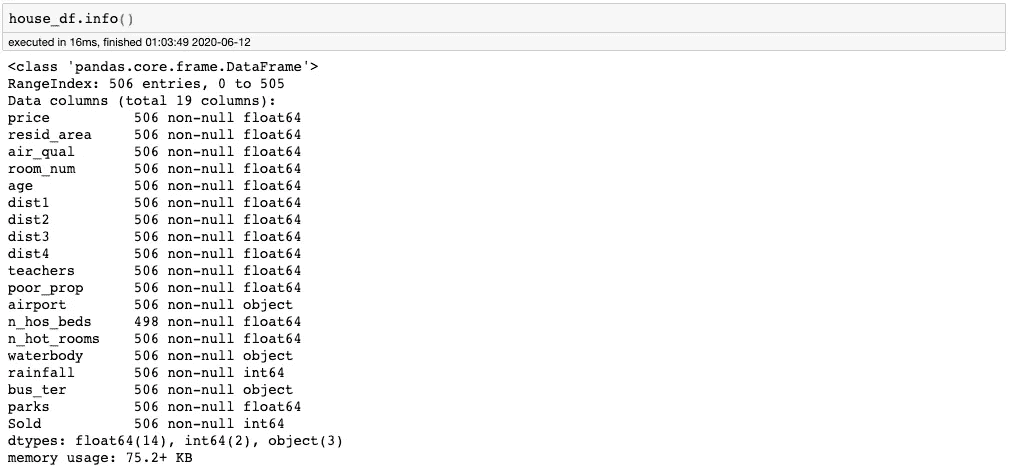 house_df.info()
executed in 16ms, finished 01:03:49 2020-06-12
<class 'pandas.core.frame.DataFrame'>
RangeIndex: 506 entries, 0 to 505
Data columns (total 19 columns):
price          506 non-null float64
resid_area     506 non-null float64
air_qual       506 non-null float64
room_num       506 non-null float64
age            506 non-null float64
dist1          506 non-null float64
dist2          506 non-null float64
dist3          506 non-null float64
dist4          506 non-null float64
teachers       506 non-null float64
poor_prop      506 non-null float64
airport        506 non-null object
n_hos_beds     498 non-null float64
n_hot_rooms    506 non-null float64
waterbody      506 non-null object
rainfall       506 non-null int64
bus_ter        506 non-null object
parks          506 non-null float64
Sold           506 non-null int64
dtypes: float64(14), int64(2), object(3)
memory usage: 75.2+ KB